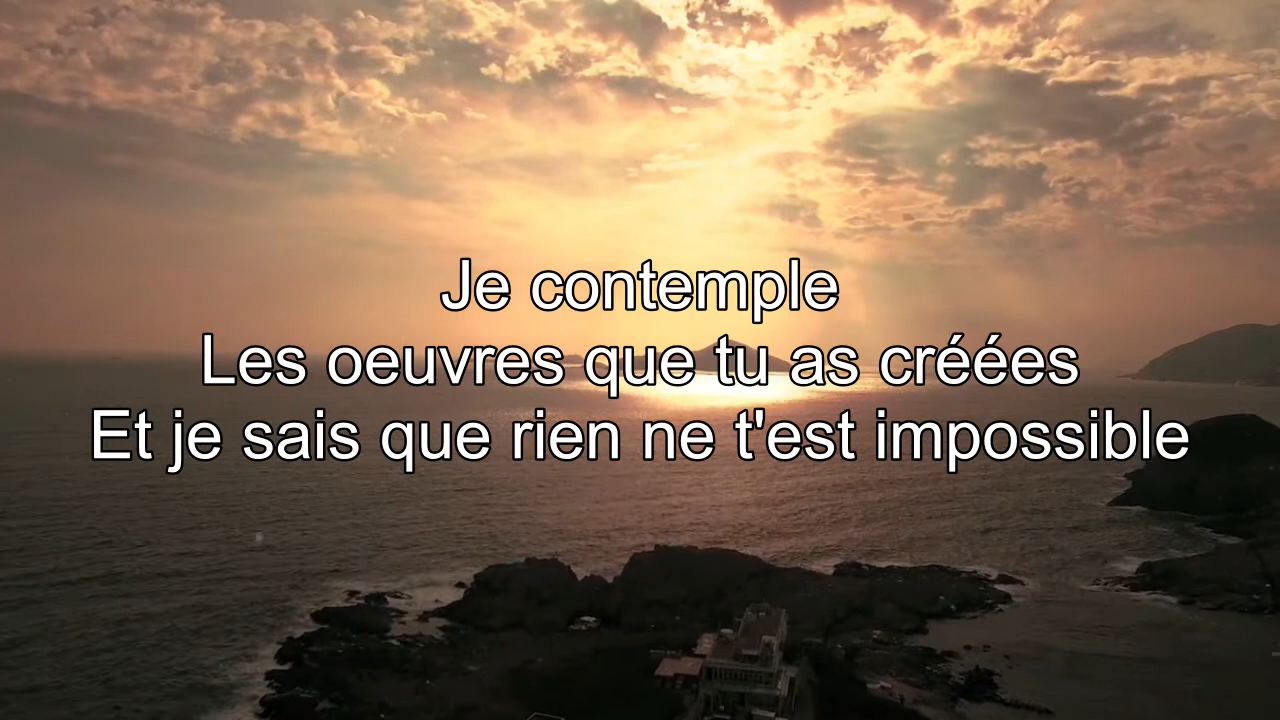 Je contemple
Les oeuvres que tu as créées
Et je sais que rien ne t'est impossible